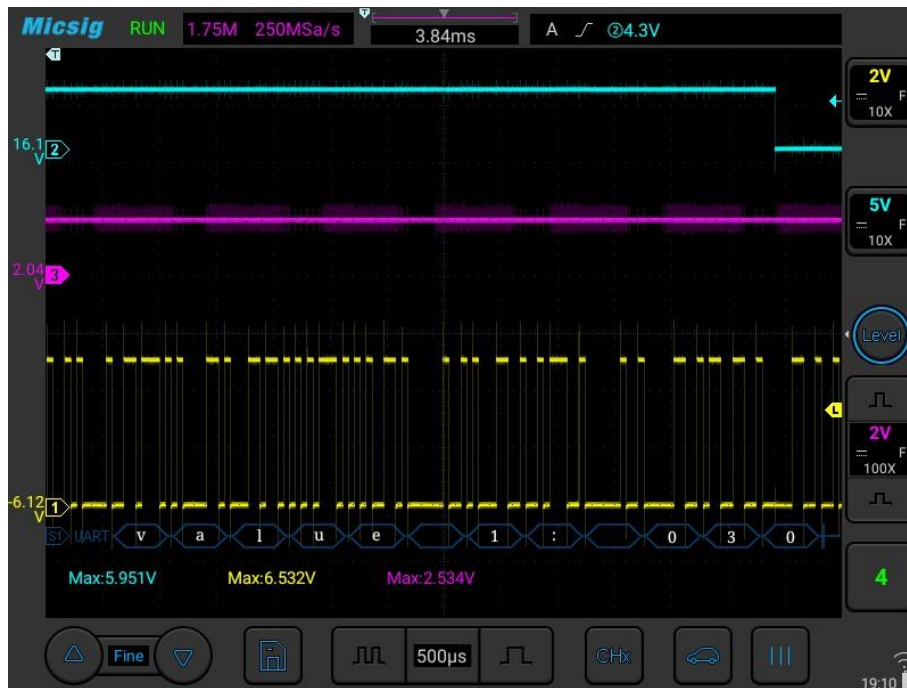 Micsig RUN 1.75M 250MSa/s T 3.84ms A ②4.3V
T
2V
F
10X
16.1
V 2
5V
F
10X
2.04
V 3
Level
L
2V
F
100X
-6.12
V 1
S1 UART v a l u e 1 : 0 3 0
Max:5.951V Max:6.532V Max:2.534V
4
Fine 500µs CHx
19:10